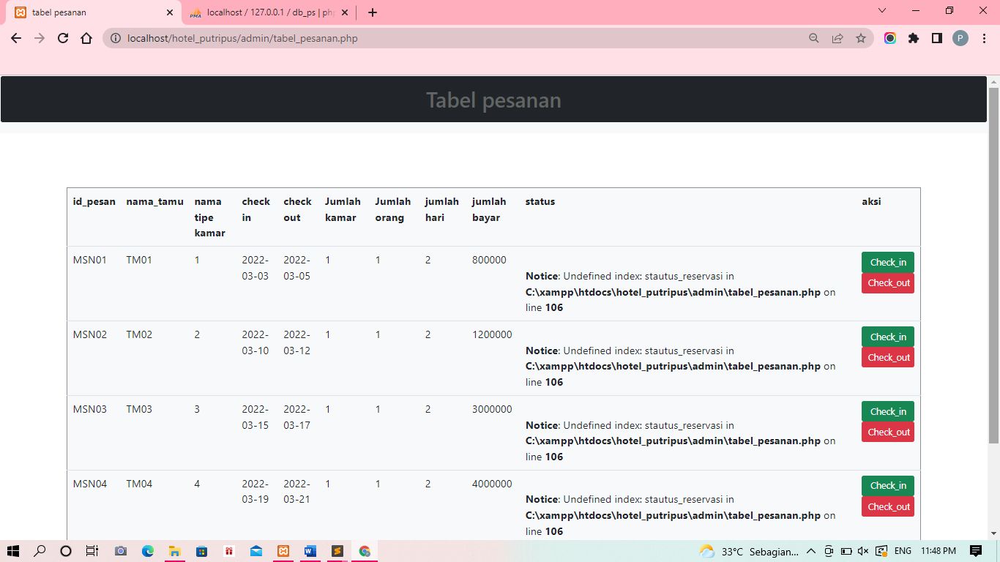 tabel pesanan
localhost / 127.0.0.1 / db_ps | php
localhost/hotel_putripus/admin/tabel_pesanan.php
P
Tabel pesanan
id_pesan nama_tamu nama tipe kamar check in check out Jumlah kamar Jumlah orang jumlah hari jumlah bayar status aksi
MSN01 TM01 1 2022-03-03 2022-03-05 1 1 2 800000
Notice: Undefined index: stautus_reservasi in
C:\xampp\htdocs\hotel_putripus\admin\tabel_pesanan.php on
line 106
Check_in
Check_out
MSN02 TM02 2 2022-03-10 2022-03-12 1 1 2 1200000
Notice: Undefined index: stautus_reservasi in
C:\xampp\htdocs\hotel_putripus\admin\tabel_pesanan.php on
line 106
Check_in
Check_out
MSN03 TM03 3 2022-03-15 2022-03-17 1 1 2 3000000
Notice: Undefined index: stautus_reservasi in
C:\xampp\htdocs\hotel_putripus\admin\tabel_pesanan.php on
line 106
Check_in
Check_out
MSN04 TM04 4 2022-03-19 2022-03-21 1 1 2 4000000
Notice: Undefined index: stautus_reservasi in
C:\xampp\htdocs\hotel_putripus\admin\tabel_pesanan.php on
line 106
Check_in
Check_out
33°C Sebagian... ENG 11:48 PM